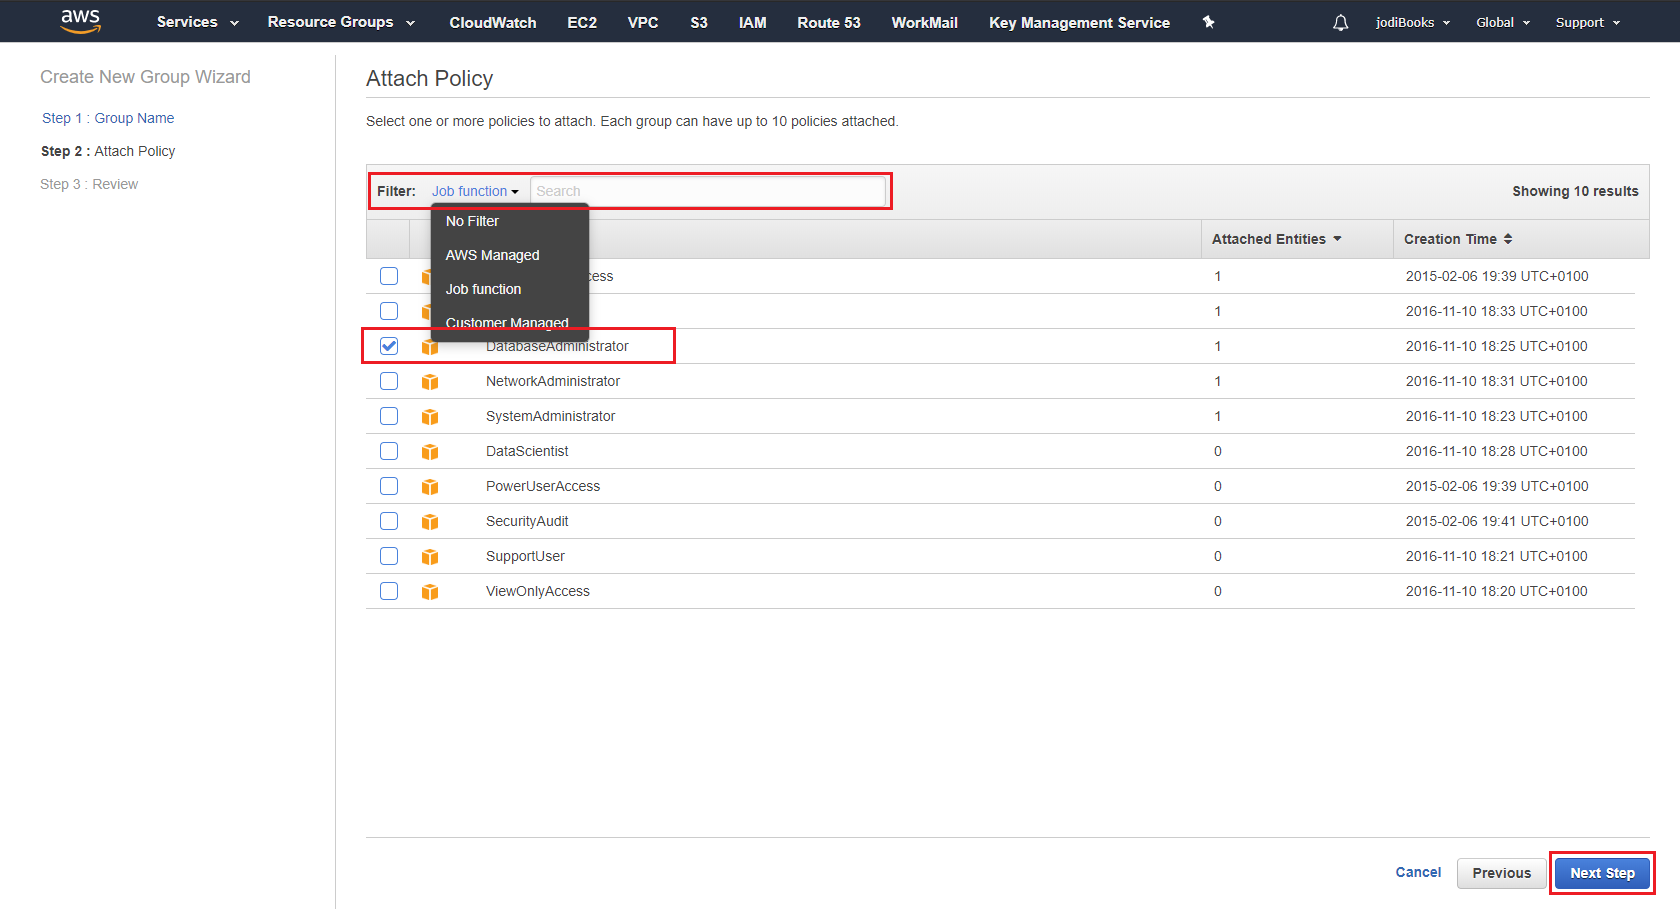 aws Services Resource Groups CloudWatch EC2 VPC S3 IAM Route 53 WorkMail Key Management Service jodiBooks Global Support
Create New Group Wizard
Step 1 : Group Name
Step 2 : Attach Policy
Step 3 : Review
Attach Policy
Select one or more policies to attach. Each group can have up to 10 policies attached.
Filter: Job function Search Showing 10 results
No Filter
AWS Managed
Job function
Customer Managed
Attached Entities Creation Time
cess 1 2015-02-06 19:39 UTC+0100
1 2016-11-10 18:33 UTC+0100
DatabaseAdministrator 1 2016-11-10 18:25 UTC+0100
NetworkAdministrator 1 2016-11-10 18:31 UTC+0100
SystemAdministrator 1 2016-11-10 18:23 UTC+0100
DataScientist 0 2016-11-10 18:28 UTC+0100
PowerUserAccess 0 2015-02-06 19:39 UTC+0100
SecurityAudit 0 2015-02-06 19:41 UTC+0100
SupportUser 0 2016-11-10 18:21 UTC+0100
ViewOnlyAccess 0 2016-11-10 18:20 UTC+0100
Cancel Previous Next Step